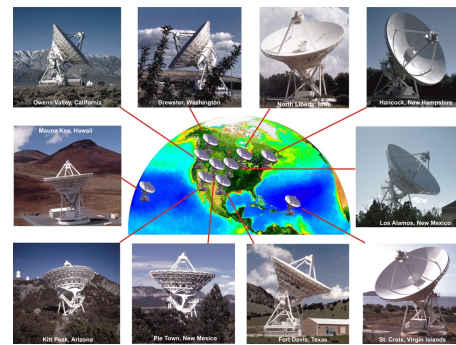 Owens Valley, California
Brewster, Washington
North Liberty, Iowa
Hancock, New Hampshire
Mauna Kea, Hawaii
Los Alamos, New Mexico
Kitt Peak, Arizona
Pie Town, New Mexico
Fort Davis, Texas
St. Croix, Virgin Islands